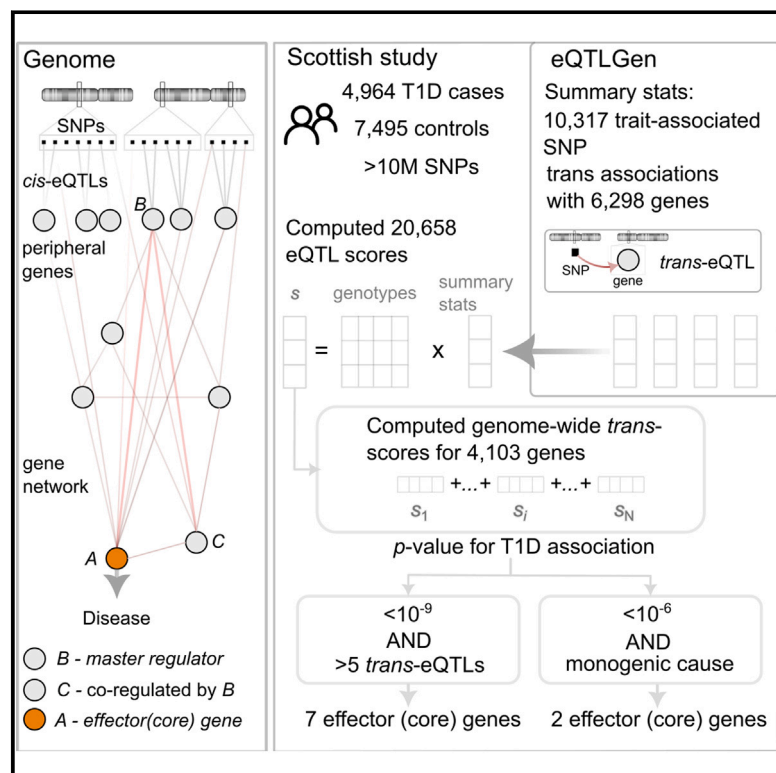 Genome
SNPs
cis-eQTLs
B
peripheral
genes
gene
network
A
C
Disease
B - master regulator
C - co-regulated by B
A - effector(core) gene
Scottish study
4,964 T1D cases
7,495 controls
>10M SNPs
Computed 20,658
eQTL scores
s
genotypes
summary
stats
=
x
eQTLGen
Summary stats:
10,317 trait-associated
SNP
trans associations
with 6,298 genes
SNP
gene
trans-eQTL
Computed genome-wide trans-
scores for 4,103 genes
+...+ +...+
s1 si sN
p-value for T1D association
<10-9
AND
>5 trans-eQTLs
<10-6
AND
monogenic cause
7 effector (core) genes
2 effector (core) genes